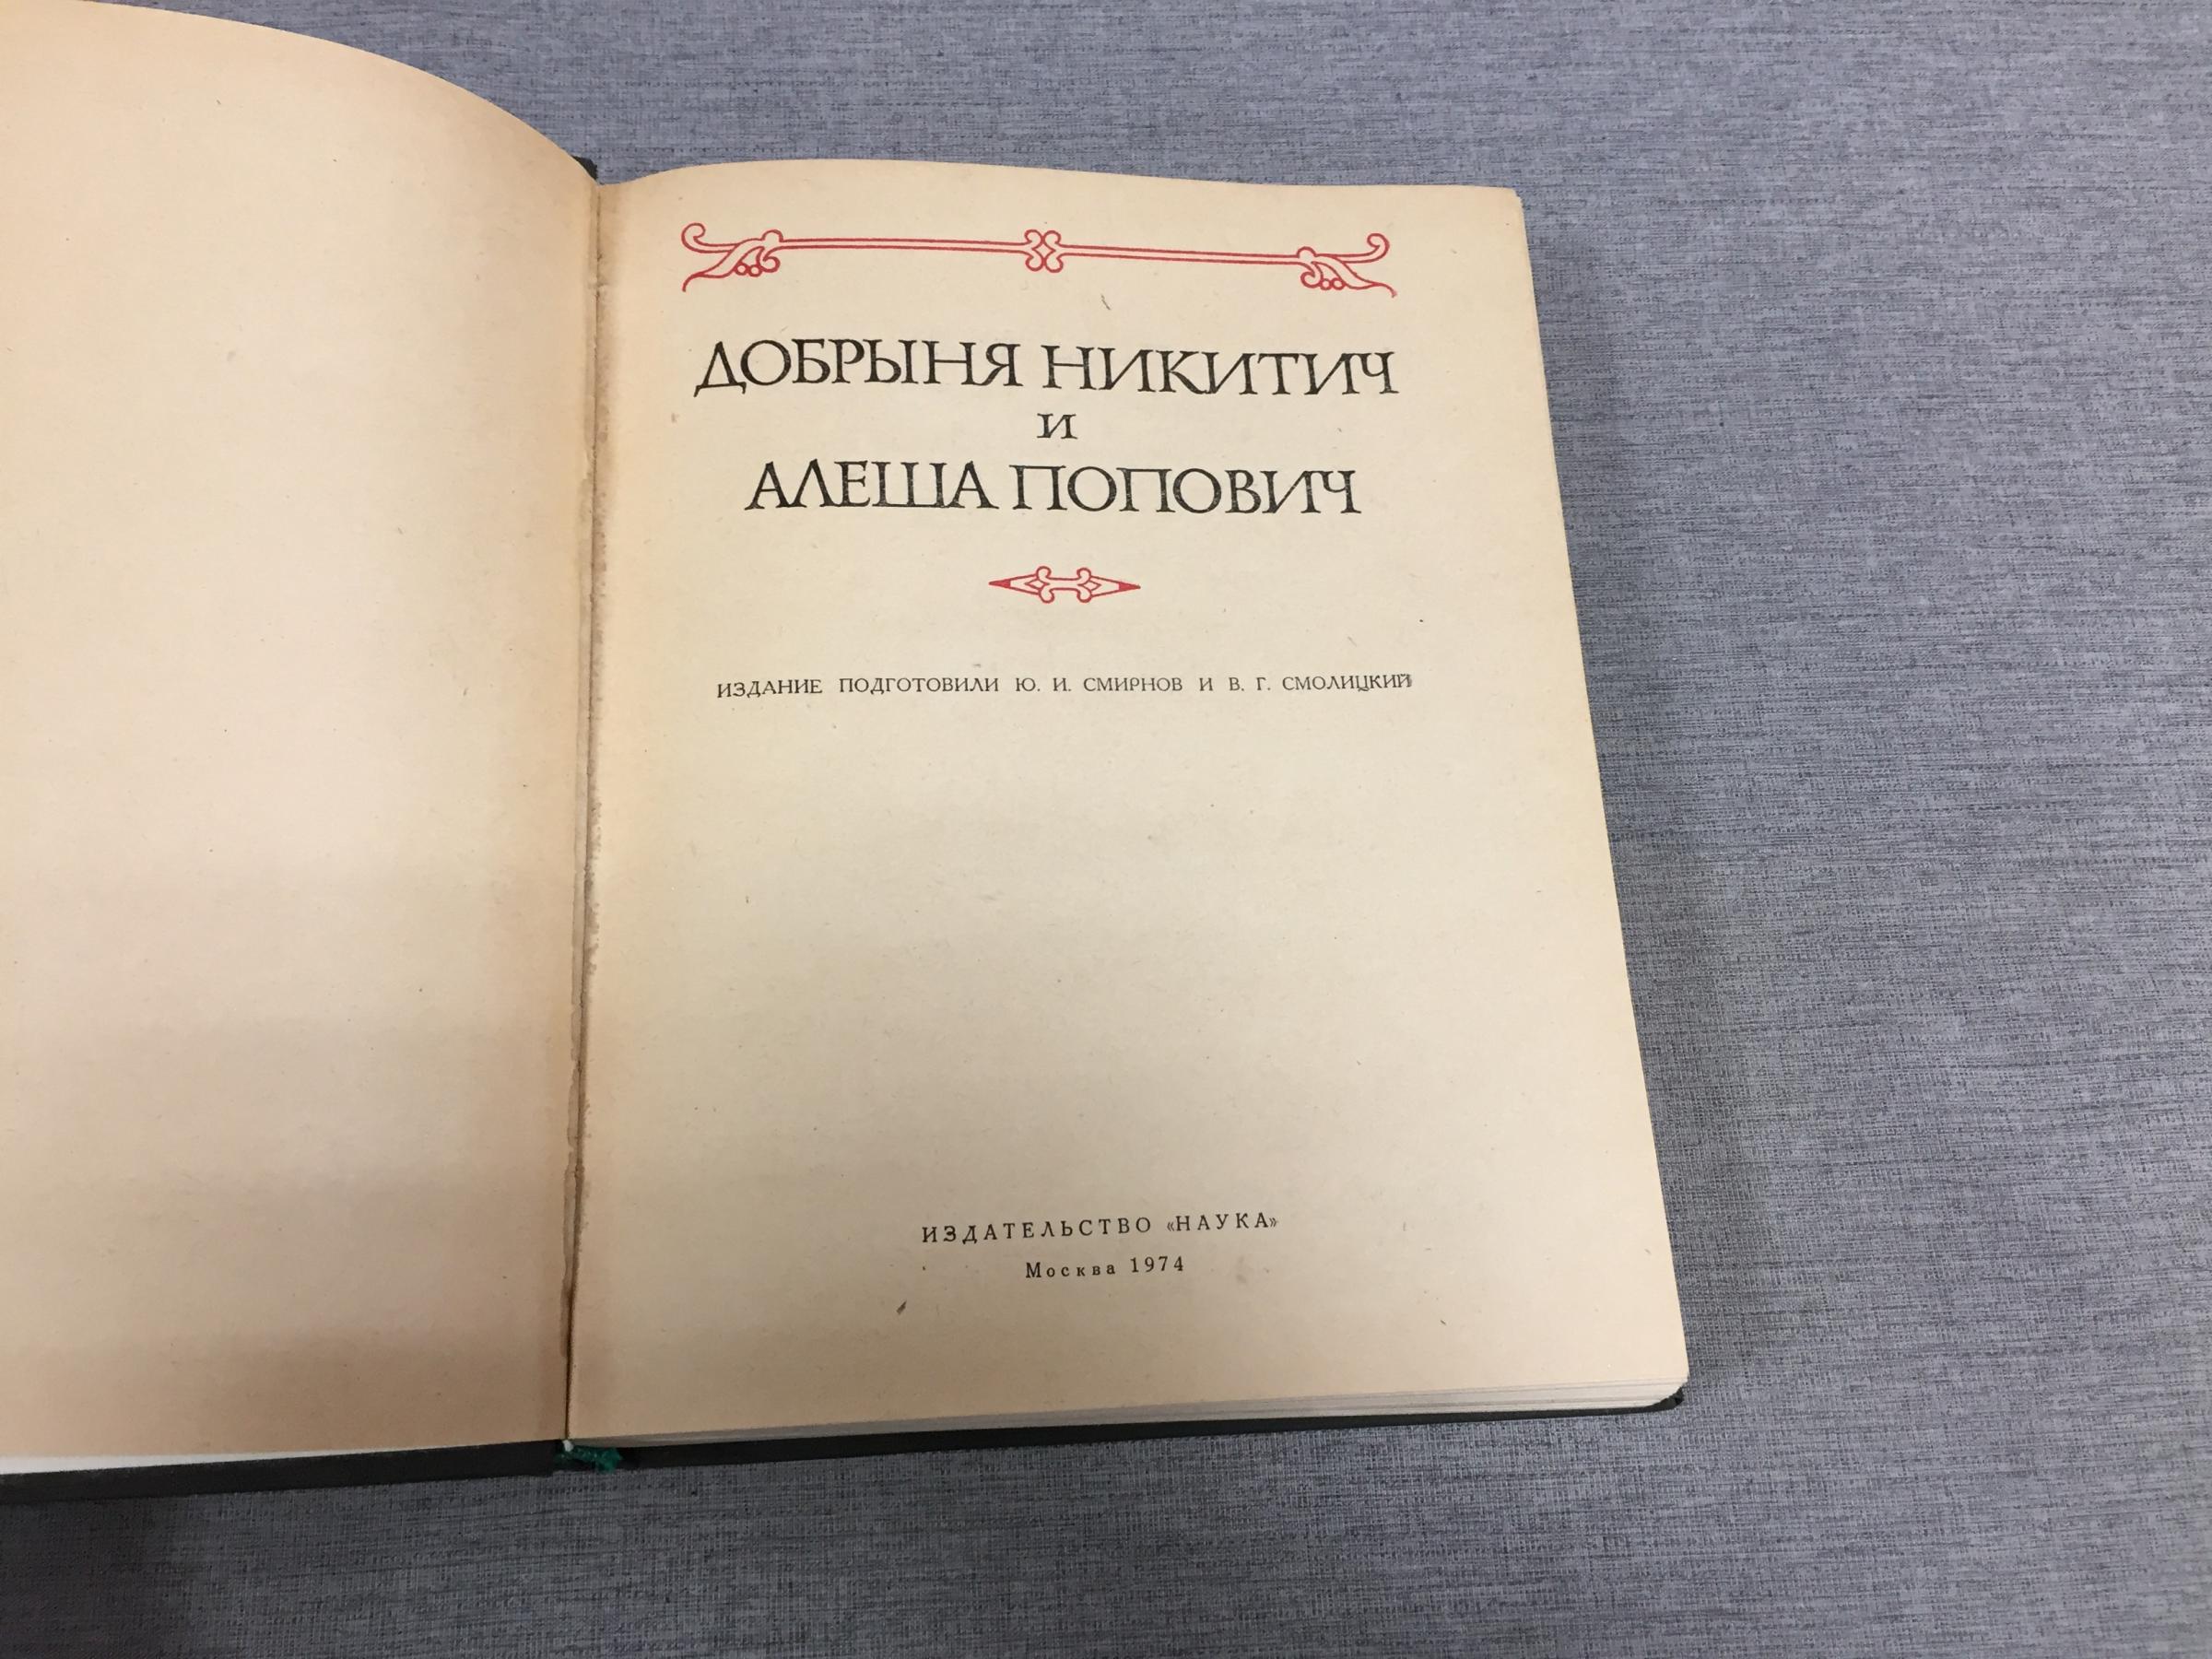 ДОБРЫНЯ НИКИТИЧ
И
АЛЕША ПОПОВИЧ
ИЗДАНИЕ ПОДГОТОВИЛИ Ю. И. СМИРНОВ И В. Г. СМОЛИЦКИЙ
ИЗДАТЕЛЬСТВО «НАУКА»
Москва 1974